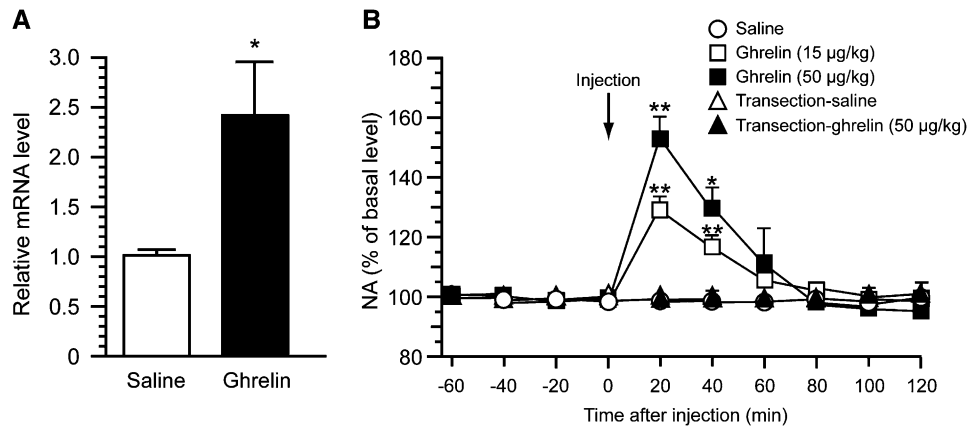 A
Relative mRNA level
3.0
2.5
2.0
1.5
1.0
0.5
0
*
Saline
Ghrelin
B
NA (% of basal level)
180
160
140
120
100
80
Injection
**
**
*
**
Saline
Ghrelin (15 µg/kg)
Ghrelin (50 µg/kg)
Transection-saline
Transection-ghrelin (50 µg/kg)
-60 -40 -20 0 20 40 60 80 100 120
Time after injection (min)